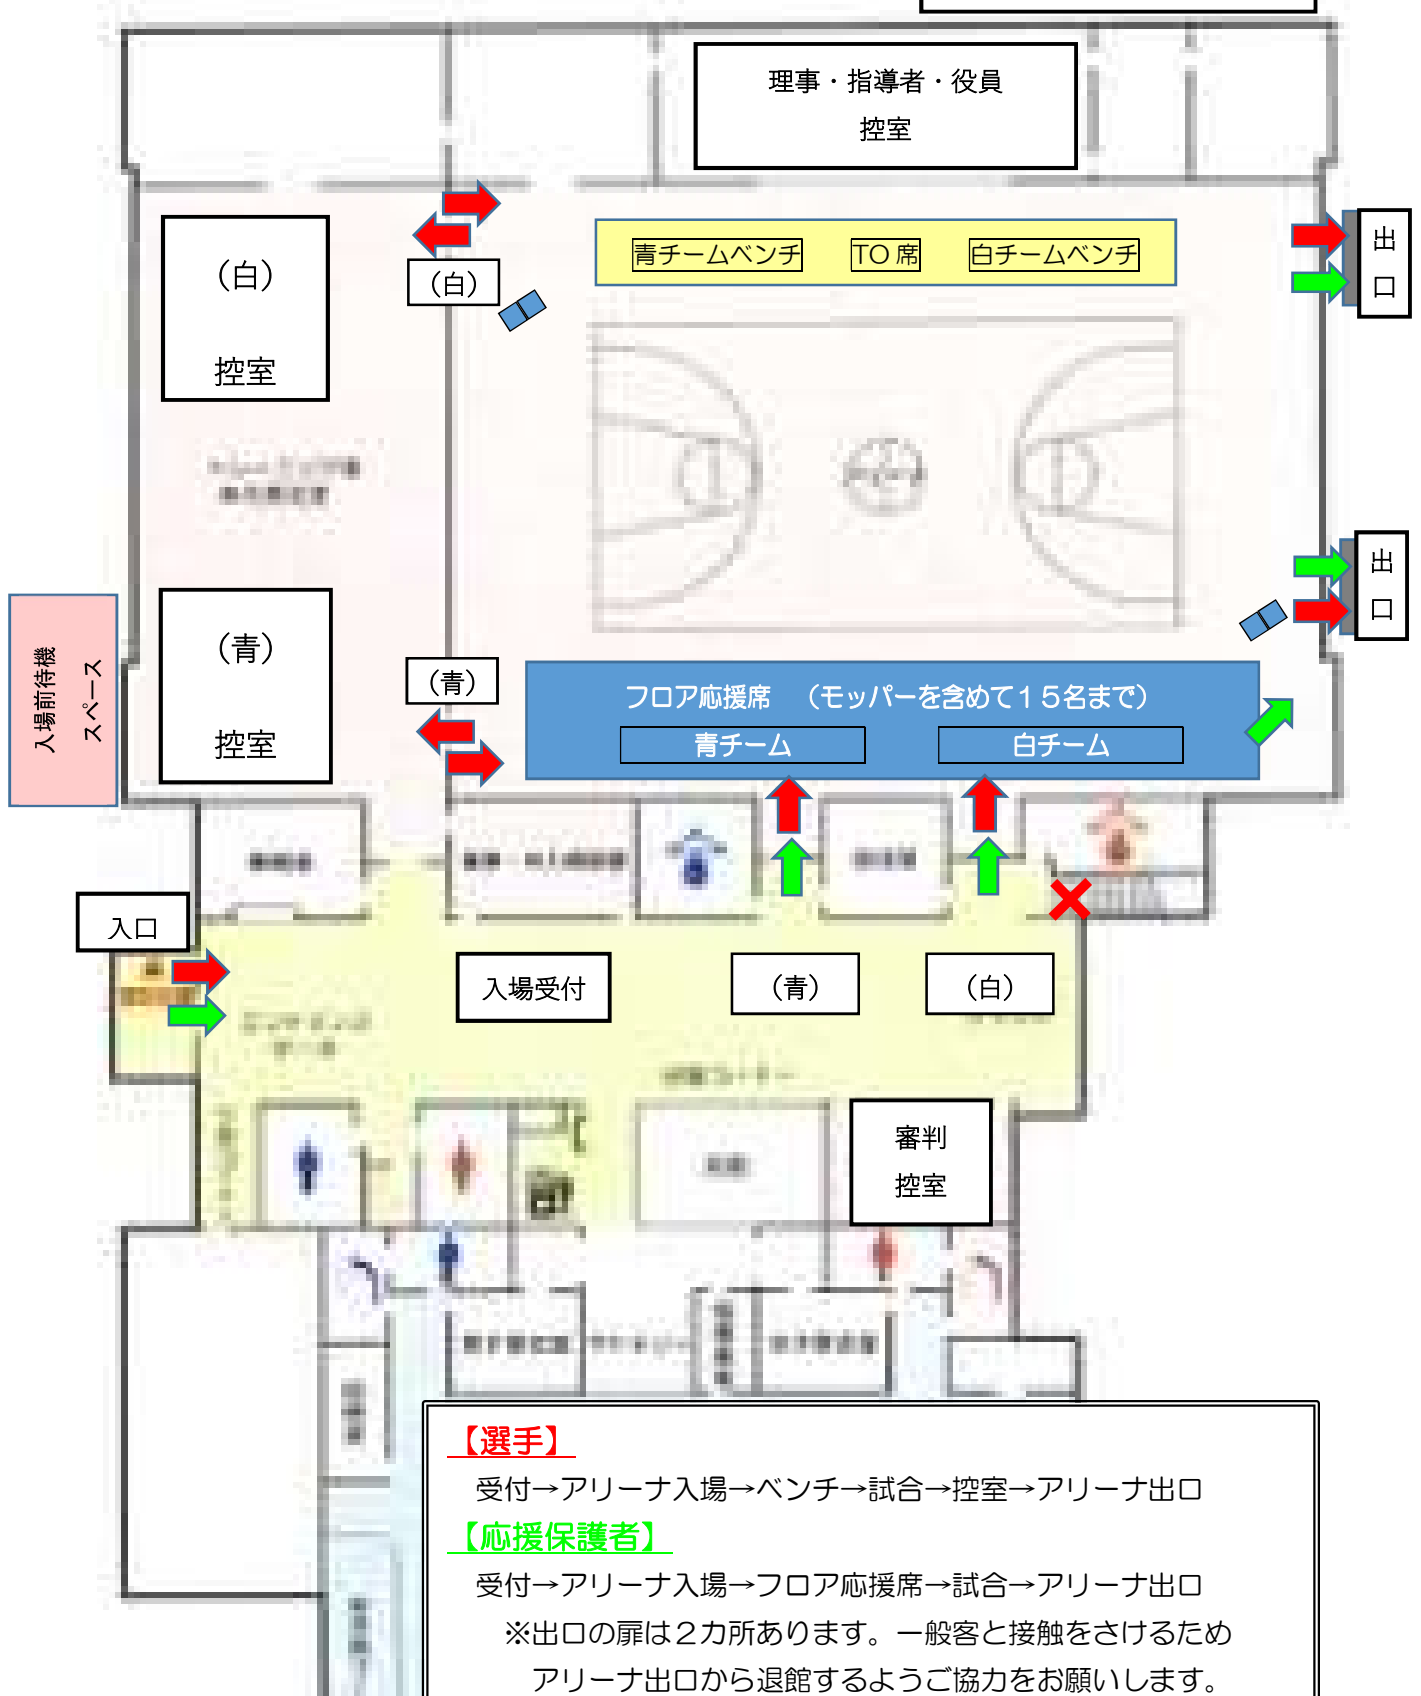 理事・指導者・役員
控室
(白)
控室
(白)
青チームベンチ TO席 白チームベンチ
出
口
出
口
入場前待機
スペース
(青)
控室
(青)
フロア応援席 (モッパーを含めて15名まで)
青チーム 白チーム
入口
入場受付
(青)
(白)
審判
控室
【選手】
受付→アリーナ入場→ベンチ→試合→控室→アリーナ出口
【応援保護者】
受付→アリーナ入場→フロア応援席→試合→アリーナ出口
※出口の扉は2カ所あります。一般客と接触をさけるため
アリーナ出口から退館するようご協力をお願いします。